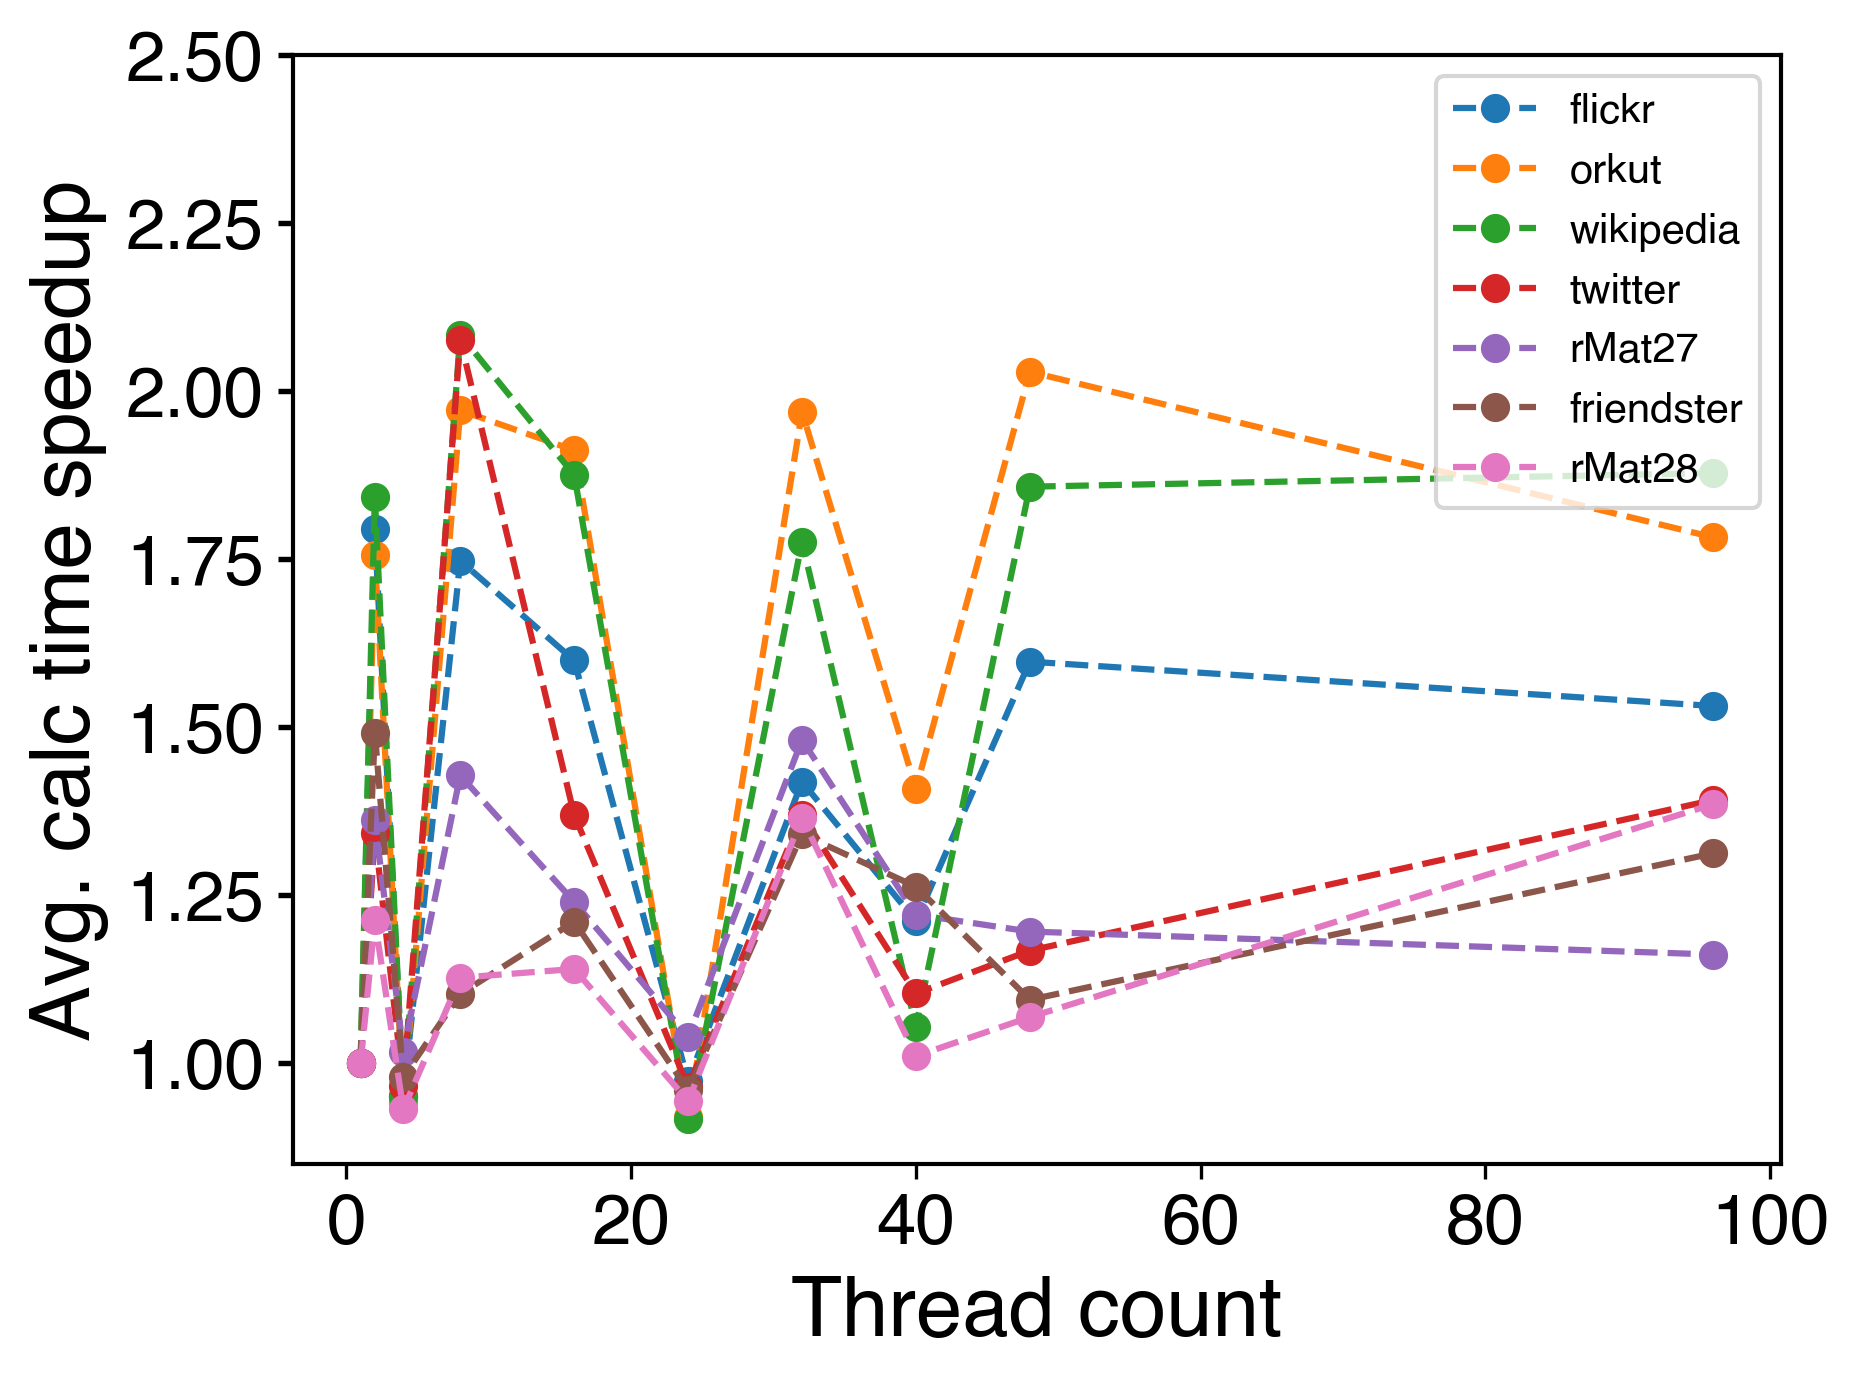 2.50
2.25
2.00
1.75
1.50
1.25
1.00
Avg. calc time speedup
flickr
orkut
wikipedia
twitter
rMat27
friendster
rMat28
0 20 40 60 80 100
Thread count